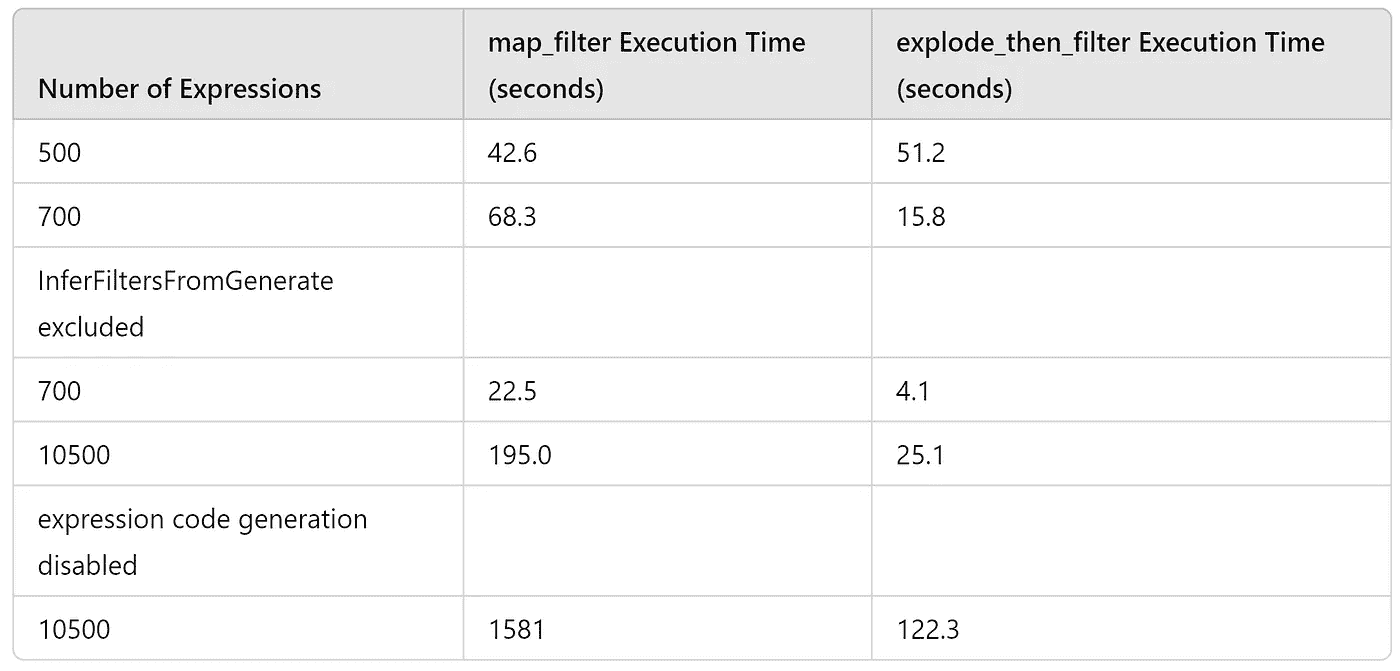 Number of Expressions
map_filter Execution Time
(seconds)
explode_then_filter Execution Time
(seconds)
500
42.6
51.2
700
68.3
15.8
InferFiltersFromGenerate
excluded
700
22.5
4.1
10500
195.0
25.1
expression code generation
disabled
10500
1581
122.3